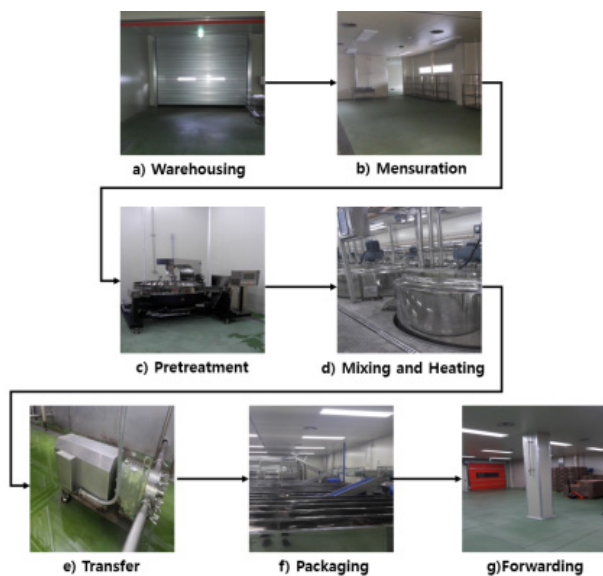 a) Warehousing
b) Mensuration
c) Pretreatment
d) Mixing and Heating
e) Transfer
f) Packaging
g)Forwarding